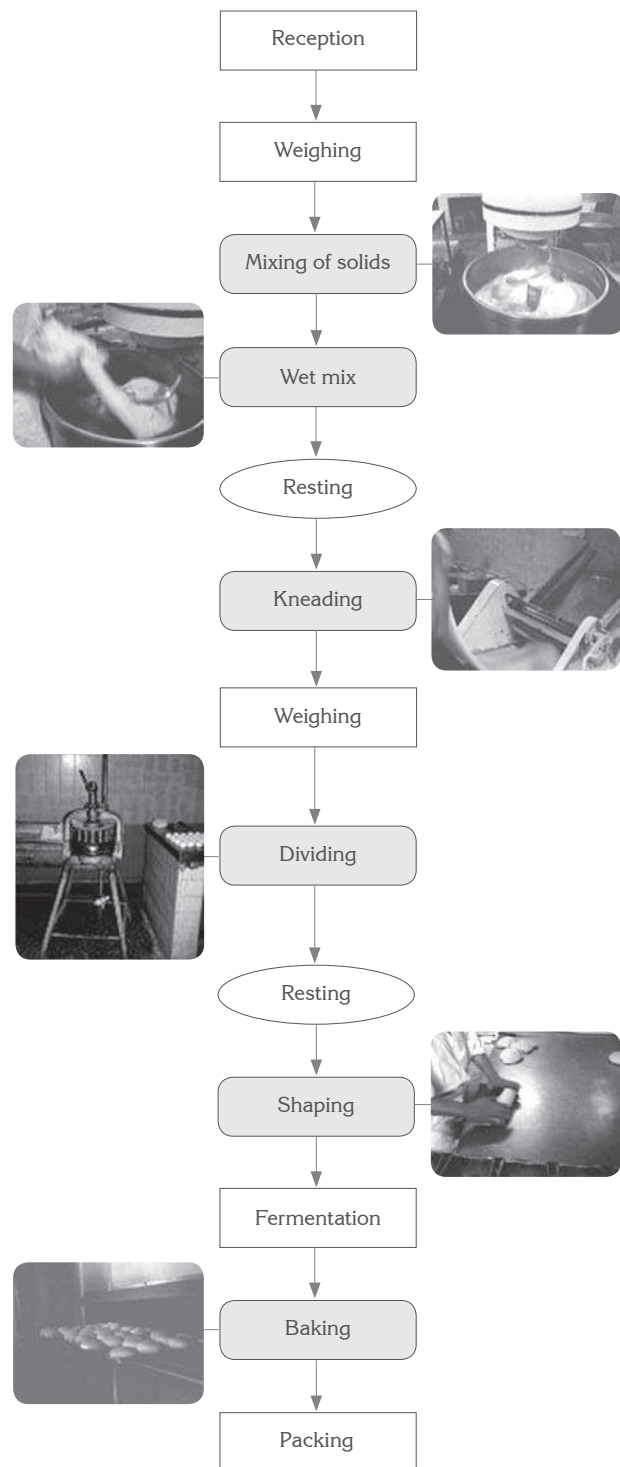 Reception
Weighing
Mixing of solids
Wet mix
Resting
Kneading
Weighing
Dividing
Resting
Shaping
Fermentation
Baking
Packing